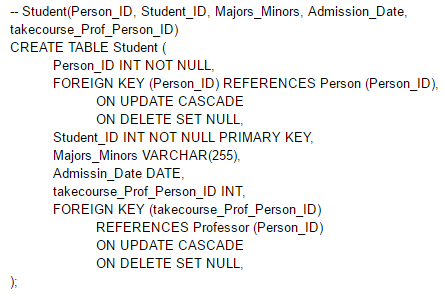 -- Student(Person_ID, Student_ID, Majors_Minors, Admission_Date,
takecourse_Prof_Person_ID)
CREATE TABLE Student (
Person_ID INT NOT NULL,
FOREIGN KEY (Person_ID) REFERENCES Person (Person_ID),
ON UPDATE CASCADE
ON DELETE SET NULL,
Student_ID INT NOT NULL PRIMARY KEY,
Majors_Minors VARCHAR(255),
Admissin_Date DATE,
takecourse_Prof_Person_ID INT,
FOREIGN KEY (takecourse_Prof_Person_ID)
REFERENCES Professor (Person_ID)
ON UPDATE CASCADE
ON DELETE SET NULL,
);